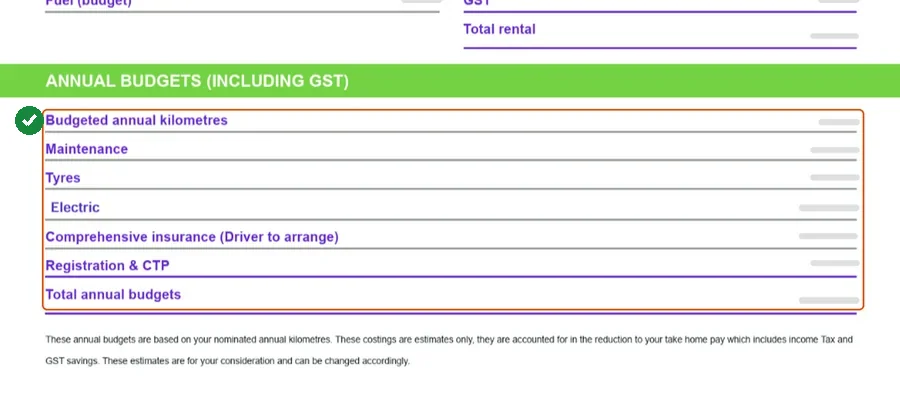 Fuel (budget)
GST
Total rental
ANNUAL BUDGETS (INCLUDING GST)
Budgeted annual kilometres
Maintenance
Tyres
Electric
Comprehensive insurance (Driver to arrange)
Registration & CTP
Total annual budgets
These annual budgets are based on your nominated annual kilometres. These costings are estimates only, they are accounted for in the reduction to your take home pay which includes income Tax and
GST savings. These estimates are for your consideration and can be changed accordingly.